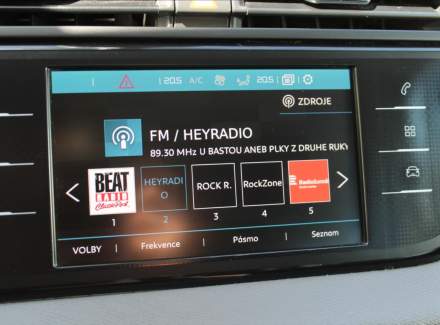 20.5 A/C 20.5
ZDROJE
FM / HEYRADIO
89.30 MHz U BASTOU ANEB PLKY Z DRUHE RUKY
BEAT
RADIO
HEYRADI
O
ROCK R.
RockZone
1 2 3 4 5
VOLBY Frekvence Pásmo Seznam